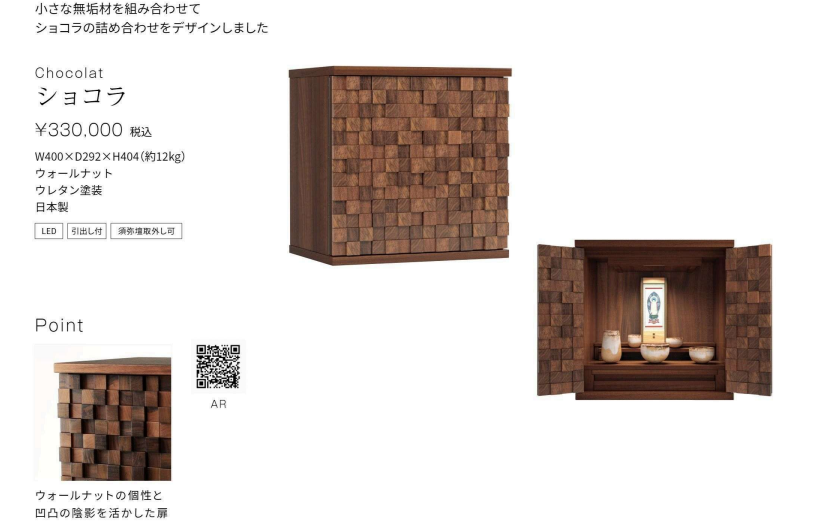 小さな無垢材を組み合わせて
ショコラの詰め合わせをデザインしました
Chocolat
ショコラ
¥330,000 税込
W400×D292×H404（約12kg）
ウォールナット
ウレタン塗装
日本製
LED 引出し付 須弥壇取外し可
Point
AR
ウォールナットの個性と
凹凸の陰影を活かした扉